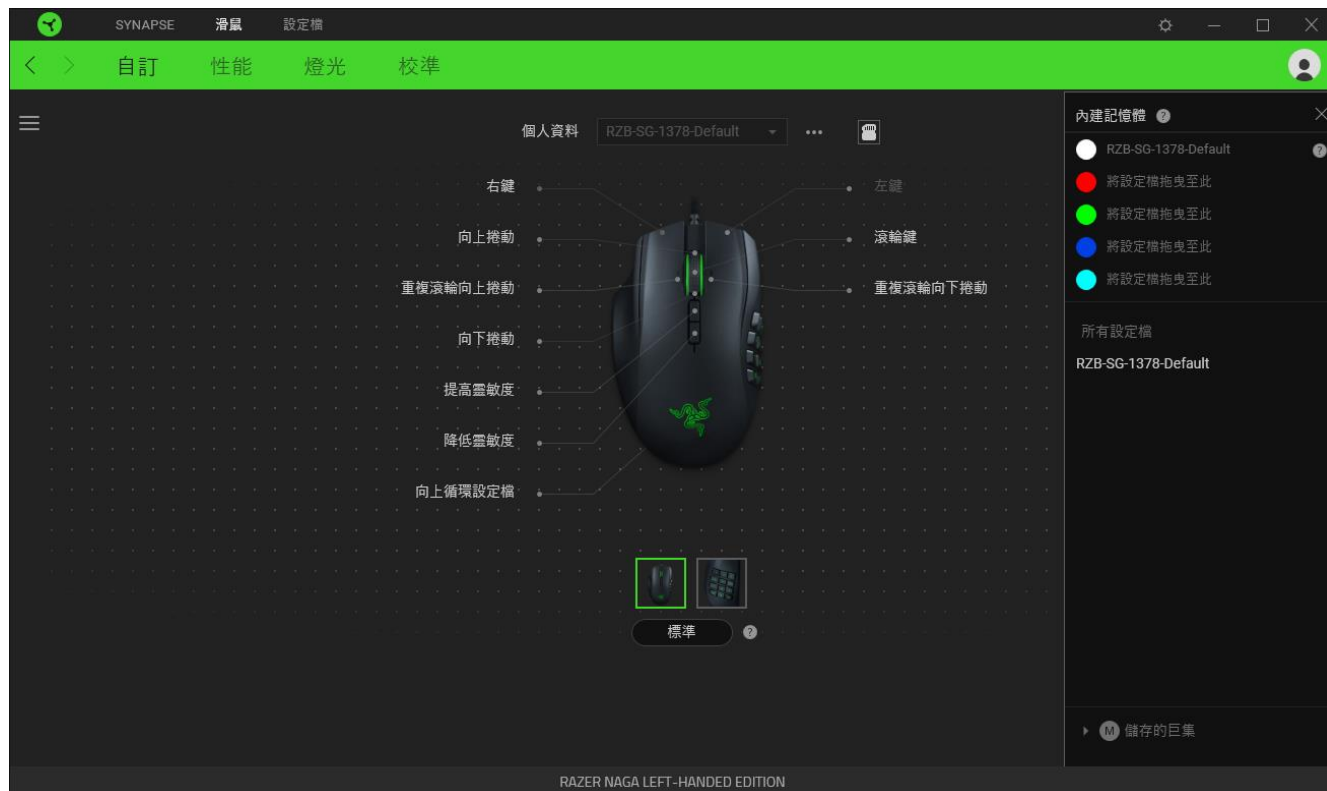 SYNAPSE 滑鼠 設定檔
自訂 性能 燈光 校準
個人資料 RZB-SG-1378-Default
右鍵
向上捲動
重複滾輪向上捲動
向下捲動
提高靈敏度
降低靈敏度
向上循環設定檔
左鍵
滾輪鍵
重複滾輪向下捲動
標準 ?
內建記憶體 ?
RZB-SG-1378-Default ?
將設定檔拖曳至此
將設定檔拖曳至此
將設定檔拖曳至此
將設定檔拖曳至此
所有設定檔
RZB-SG-1378-Default
M 儲存的巨集
RAZER NAGA LEFT-HANDED EDITION